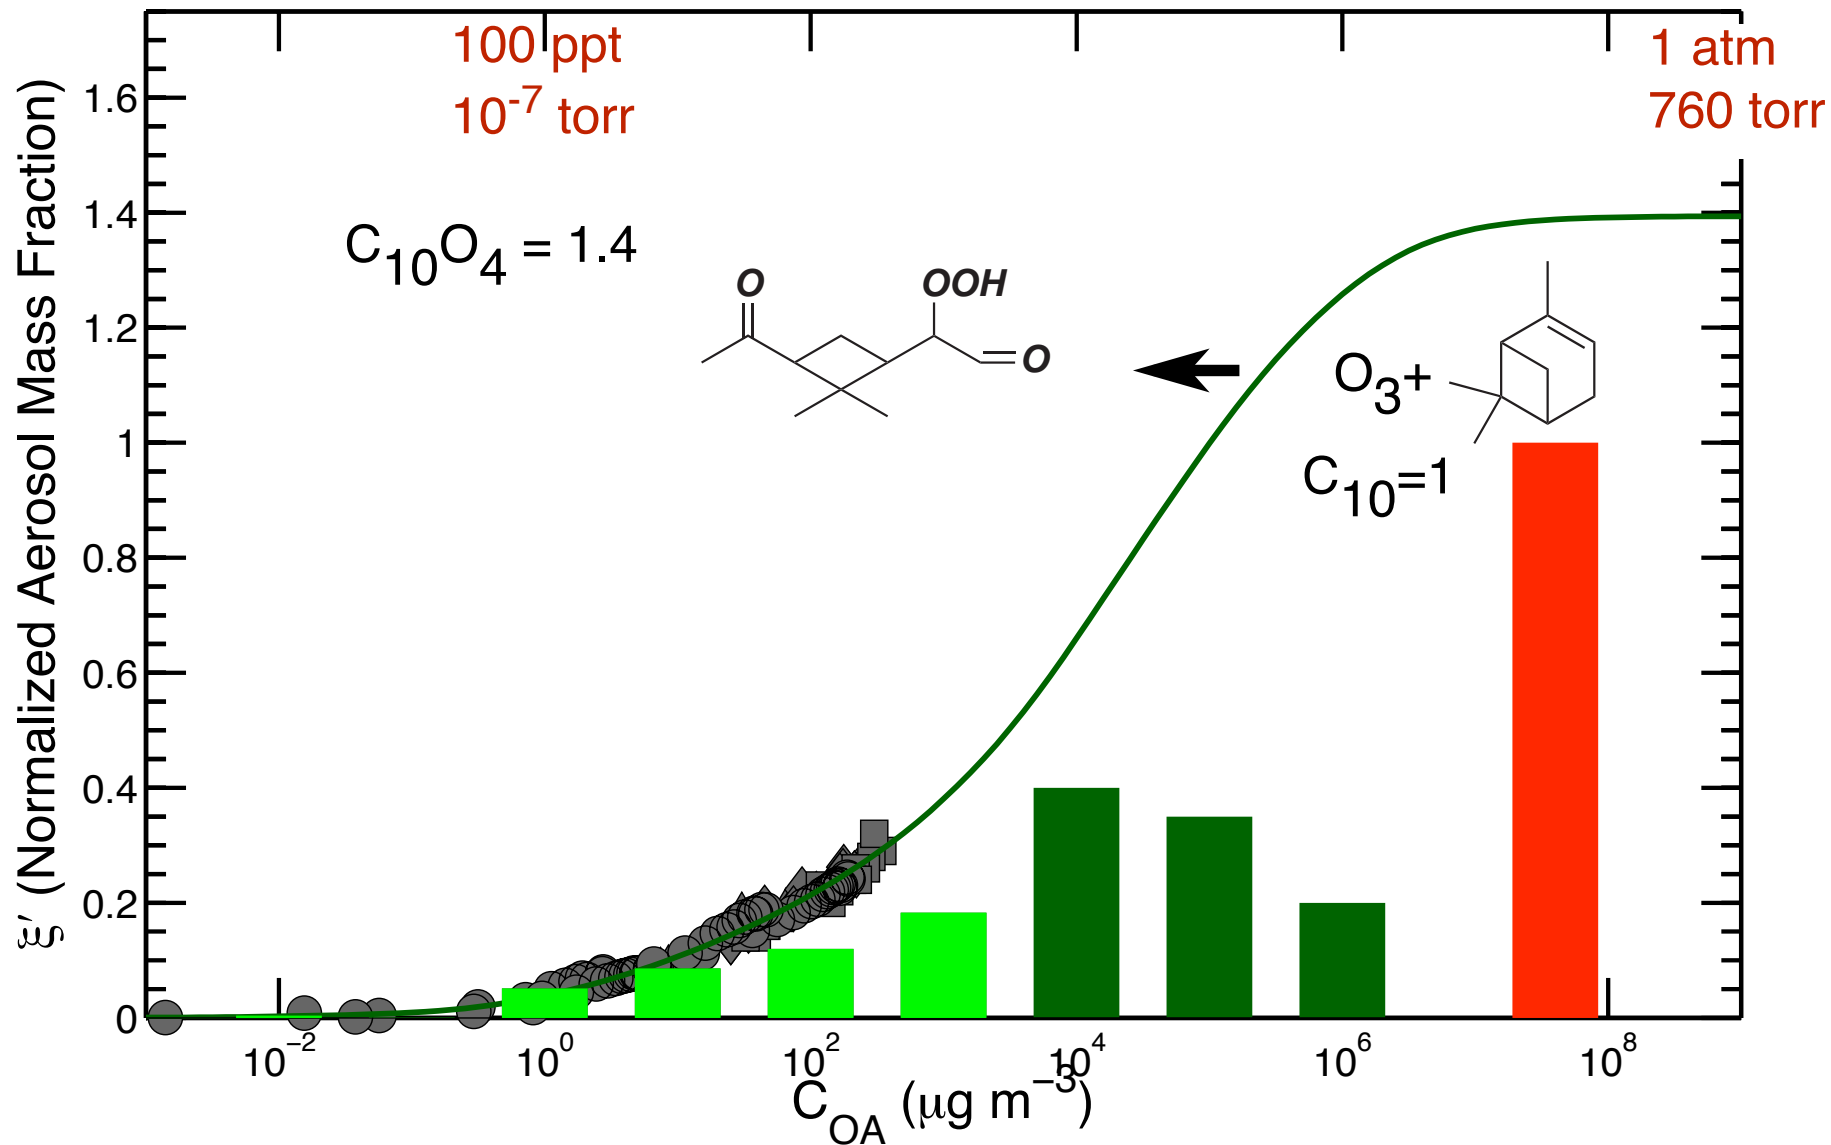 100 ppt
10⁻⁷ torr
1 atm
760 torr
C₁₀O₄ = 1.4
O
OOH
O
O₃+
C₁₀=1
ξ′ (Normalized Aerosol Mass Fraction)
1.6
1.4
1.2
1
0.8
0.6
0.4
0.2
0
10⁻²
10⁰
10²
10⁴
10⁶
10⁸
C_OA (μg m⁻³)